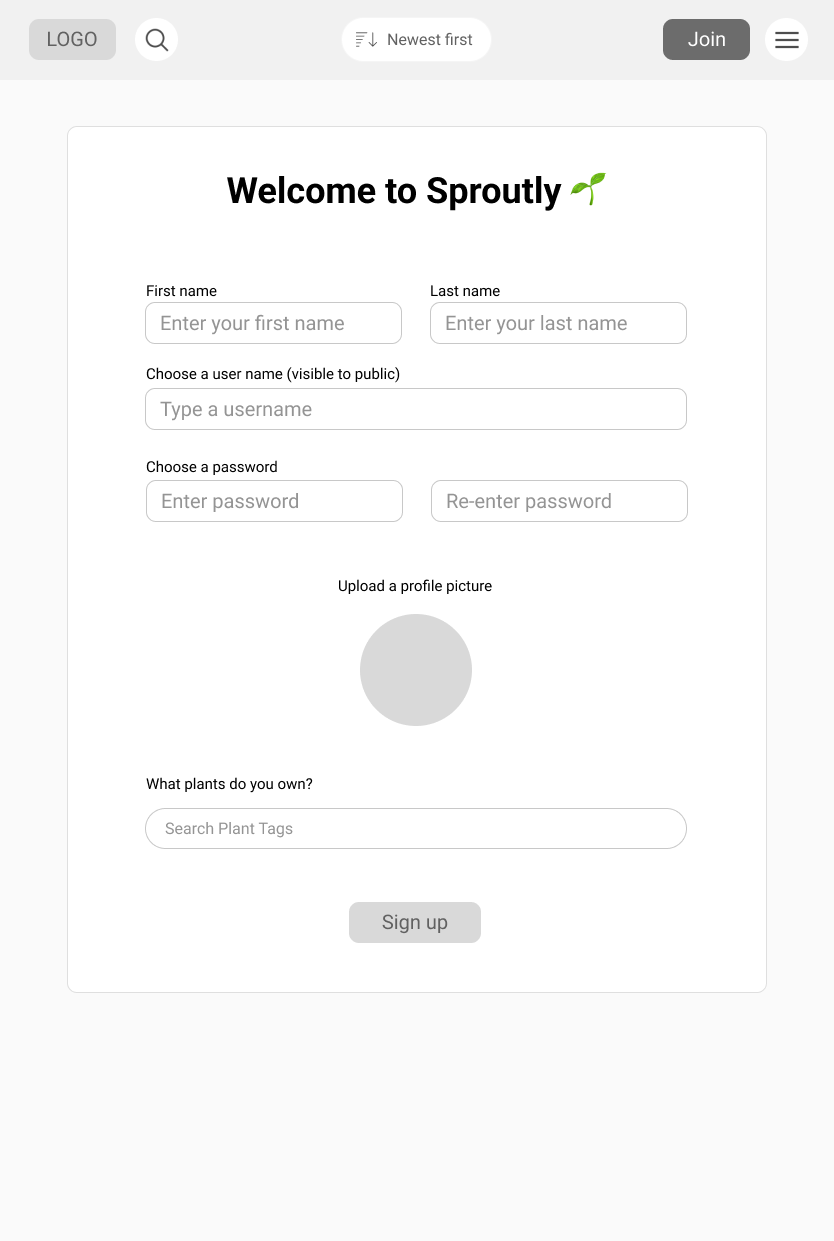 LOGO
Newest first
Join
Welcome to Sproutly 🌱
First name
Last name
Enter your first name
Enter your last name
Choose a user name (visible to public)
Type a username
Choose a password
Enter password
Re-enter password
Upload a profile picture
What plants do you own?
Search Plant Tags
Sign up